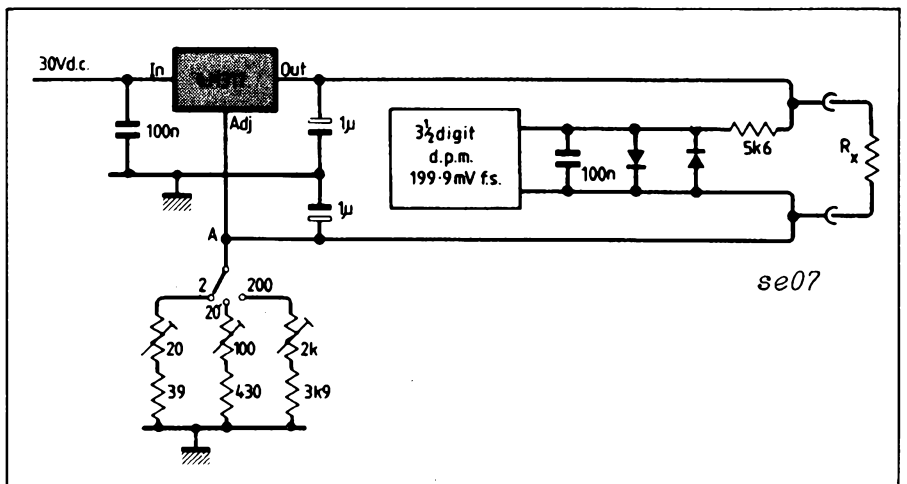 30Vd.c.
In
Out
Adj
100n
1μ
1μ
3½digit
d.p.m.
199·9mV f.s.
100n
5k6
Rx
A
2
20
200
20
100
2k
39
430
3k9
se07